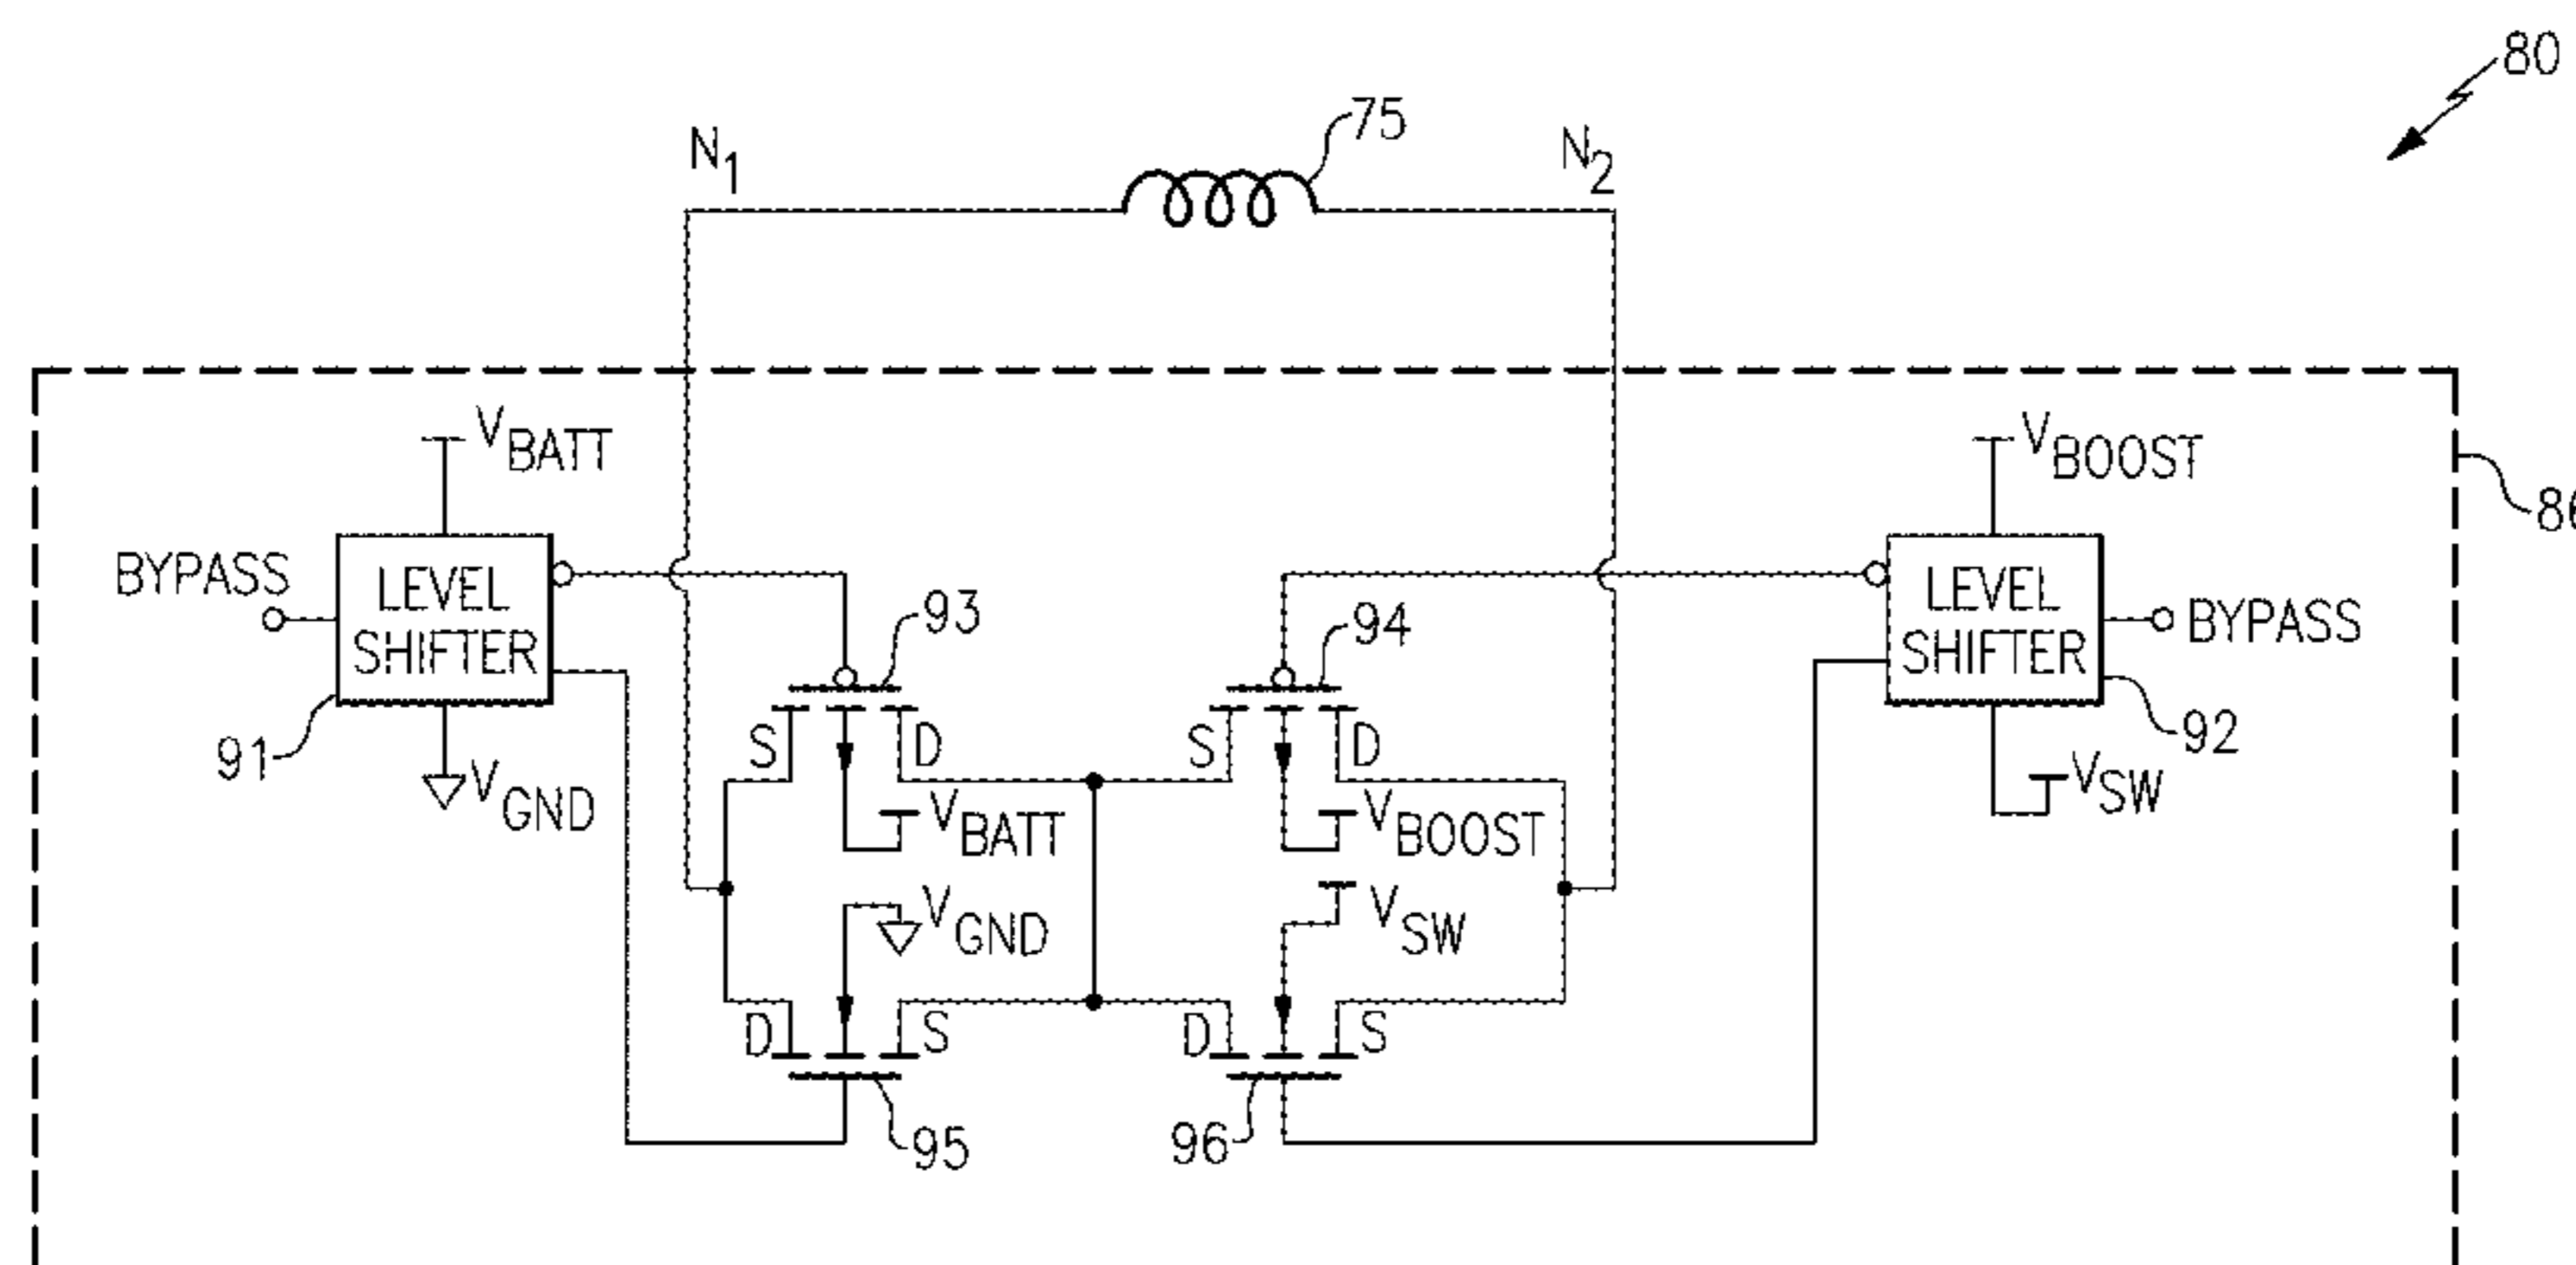 80
75
N1
N2
VBATT
VBOOST
BYPASS
LEVEL
SHIFTER
93
94
LEVEL
SHIFTER
BYPASS
91
VGND
S
D
S
D
92
VSW
VBATT
VBOOST
VGND
VSW
D
S
D
S
95
96